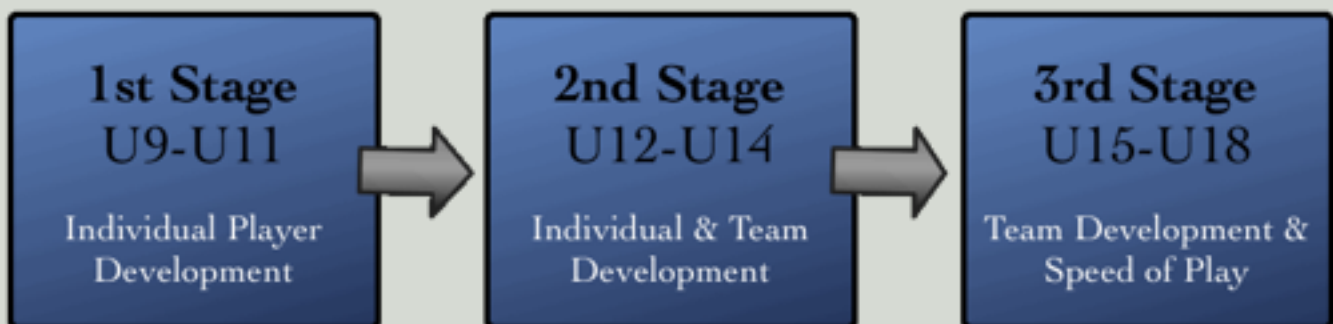 1st Stage
U9-U11
Individual Player
Development
2nd Stage
U12-U14
Individual & Team
Development
3rd Stage
U15-U18
Team Development &
Speed of Play